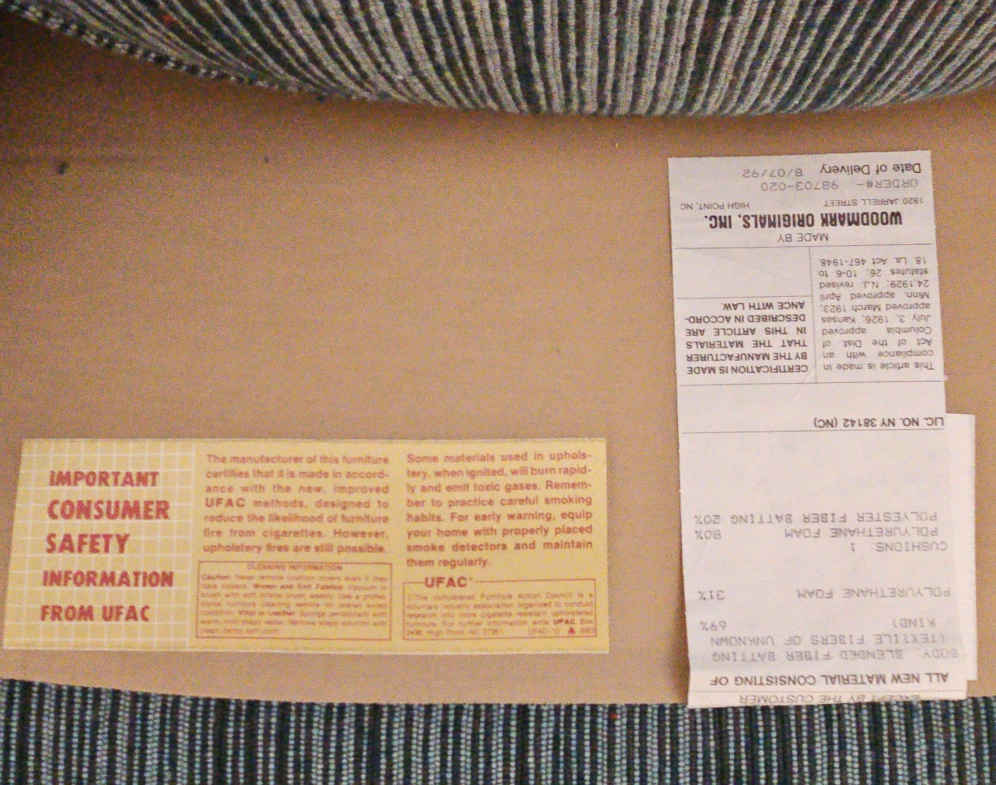 IMPORTANT
CONSUMER
SAFETY
INFORMATION
FROM UFAC
The manufacturer of this furniture
certifies that it is made in accord-
ance with the new, improved
UFAC methods, designed to
reduce the likelihood of furniture
fire from cigarettes. However,
upholstery fires are still possible.
CLEANING INFORMATION
Some materials used in uphols-
tery, when ignited, will burn rapid-
ly and emit toxic gases. Remem-
ber to practice careful smoking
habits. For early warning, equip
your home with properly placed
smoke detectors and maintain
them regularly.
UFAC
BY THE CUSTOMER
ALL NEW MATERIAL CONSISTING OF
BODY, BLENDED FIBER BATTING
(TEXTILE FIBERS OF UNKNOWN
KIND) 69%
POLYURETHANE FOAM 31%
CUSHIONS 1
POLYURETHANE FOAM 80%
POLYESTER FIBER BATTING 20%
LIC. NO. NY 38142 (NC)
This article is made in
compliance with an
Act of the Dist of
Columbia approved
July 3, 1926, Kansas
approved March 1923,
Minn. approved April
24,1929, N.J. revised
statutes 26, 10-6 to
18 La. Act 467-1948.
CERTIFICATION IS MADE
BY THE MANUFACTURER
THAT THE MATERIALS
IN THIS ARTICLE ARE
DESCRIBED IN ACCORD-
ANCE WITH LAW.
MADE BY
WOODMARK ORIGINALS, INC.
1920 JARRELL STREET HIGH POINT, NC
ORDER#- 98703-020
Date of Delivery 8/07/92